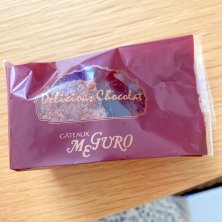 Delicious Chocolat
GÂTEAUX
MEGURO